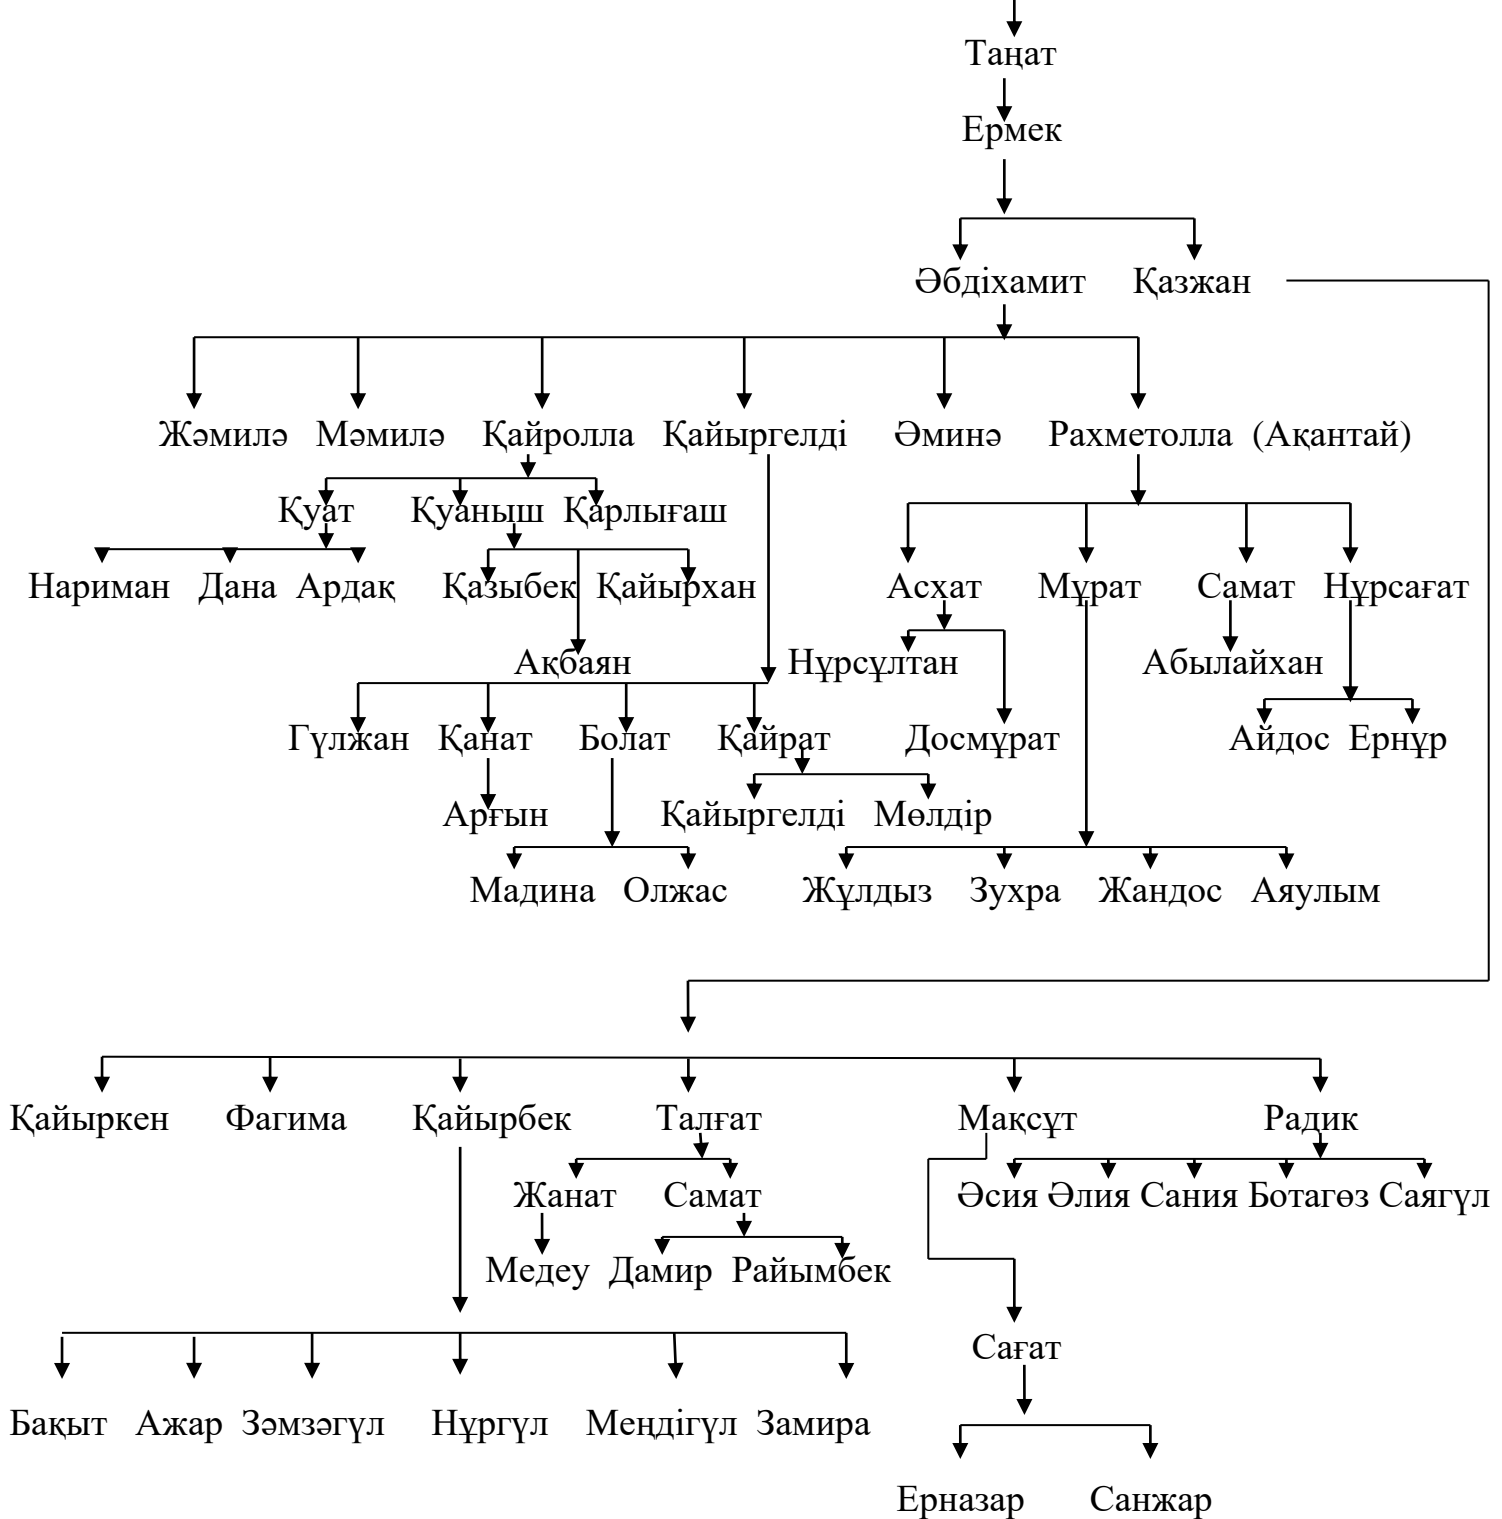 Таңат
Ермек
Әбдіхамит Қазжан
Жәмилә Мәмилә Қайролла Қайыргелді Әминә Рахметолла (Ақантай)
Қуат Қуаныш Қарлығаш
Нариман Дана Ардақ Қазыбек Қайырхан Асхат Мұрат Самат Нұрсағат
Ақбаян Нұрсұлтан Абылайхан
Гүлжан Қанат Болат Қайрат Досмұрат Айдос Ернұр
Арғын Қайыргелді Мөлдір
Мадина Олжас Жұлдыз Зухра Жандос Аяулым
Қайыркен Фагима Қайырбек Талғат Мақсұт Радик
Жанат Самат Әсия Әлия Сания Ботагөз Саягүл
Медеу Дамир Райымбек
Сағат
Бақыт Ажар Зәмзәгүл Нұргүл Меңдігүл Замира
Ерназар Санжар